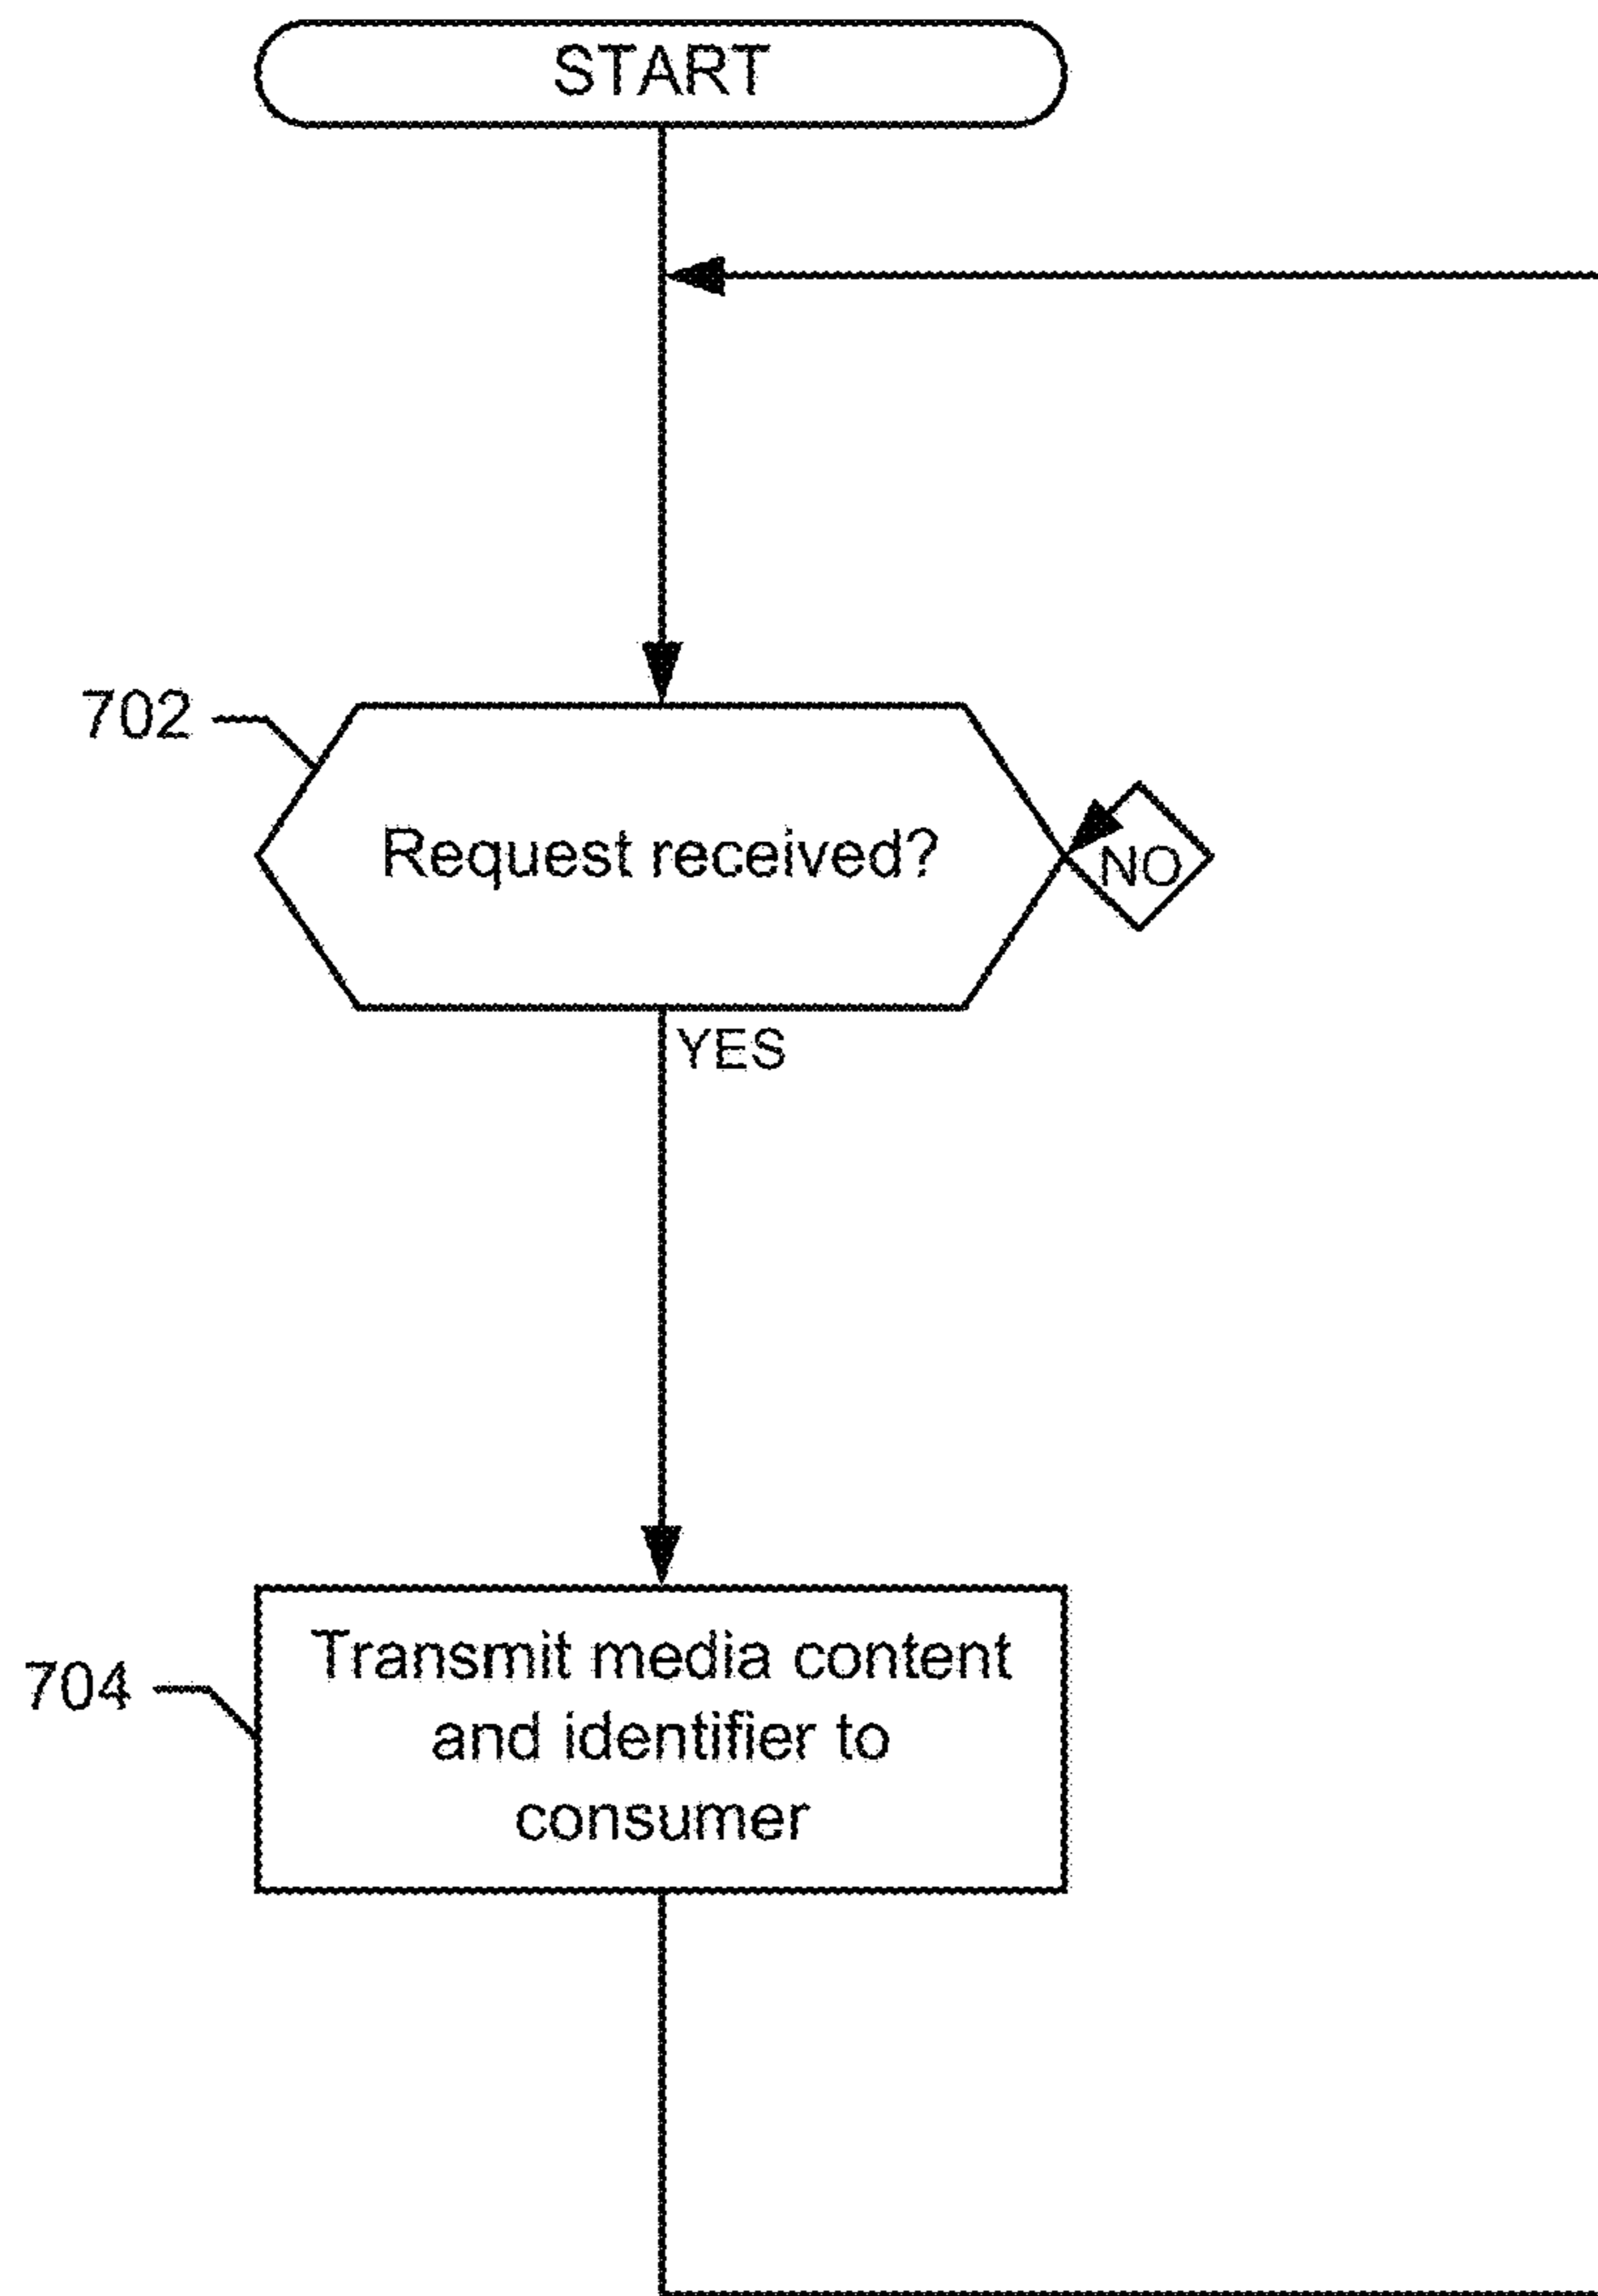 START
702
Request received?
NO
YES
704
Transmit media content
and identifier to
consumer